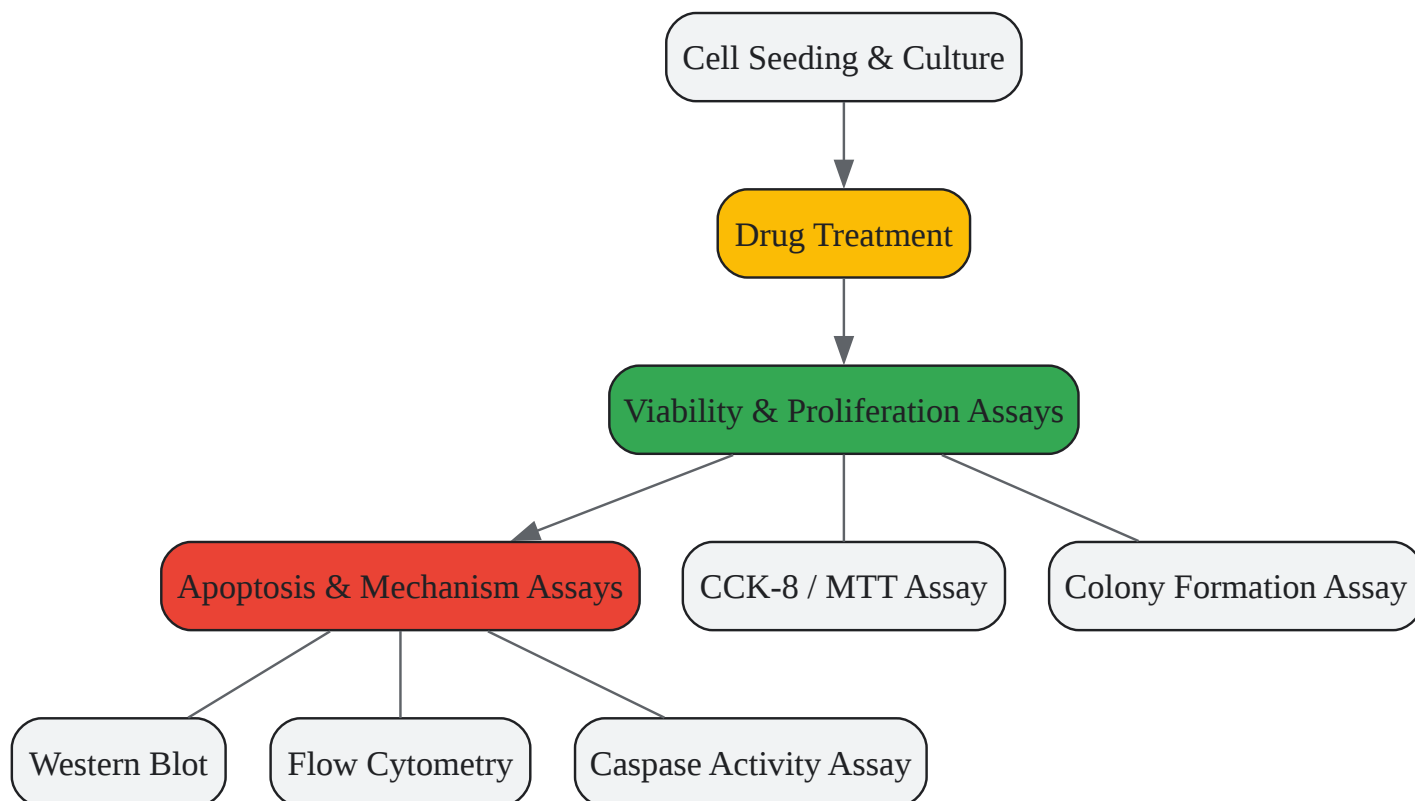 Cell Seeding & Culture
Drug Treatment
Viability & Proliferation Assays
Apoptosis & Mechanism Assays
CCK-8 / MTT Assay
Colony Formation Assay
Western Blot
Flow Cytometry
Caspase Activity Assay